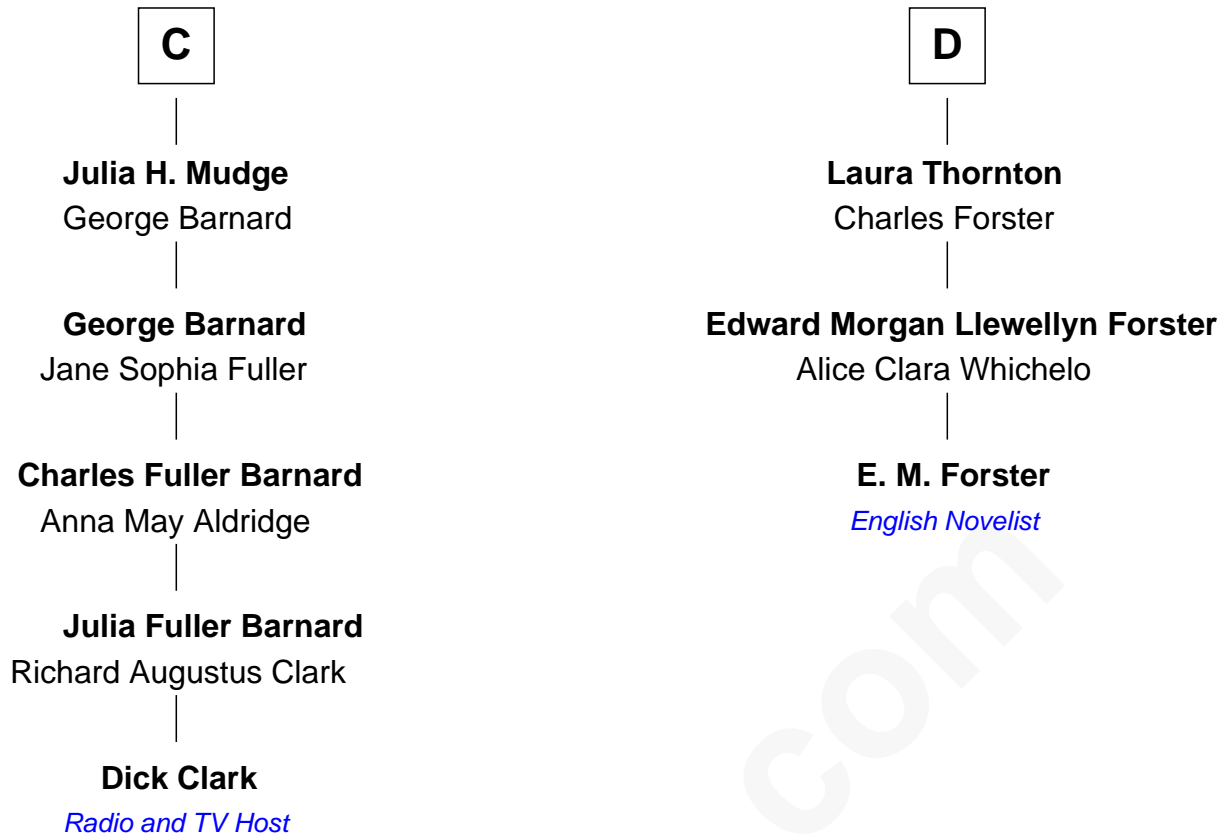 C
Julia H. Mudge
George Barnard
George Barnard
Jane Sophia Fuller
Charles Fuller Barnard
Anna May Aldridge
Julia Fuller Barnard
Richard Augustus Clark
Dick Clark
Radio and TV Host
D
Laura Thornton
Charles Forster
Edward Morgan Llewellyn Forster
Alice Clara Whichelo
E. M. Forster
English Novelist
com